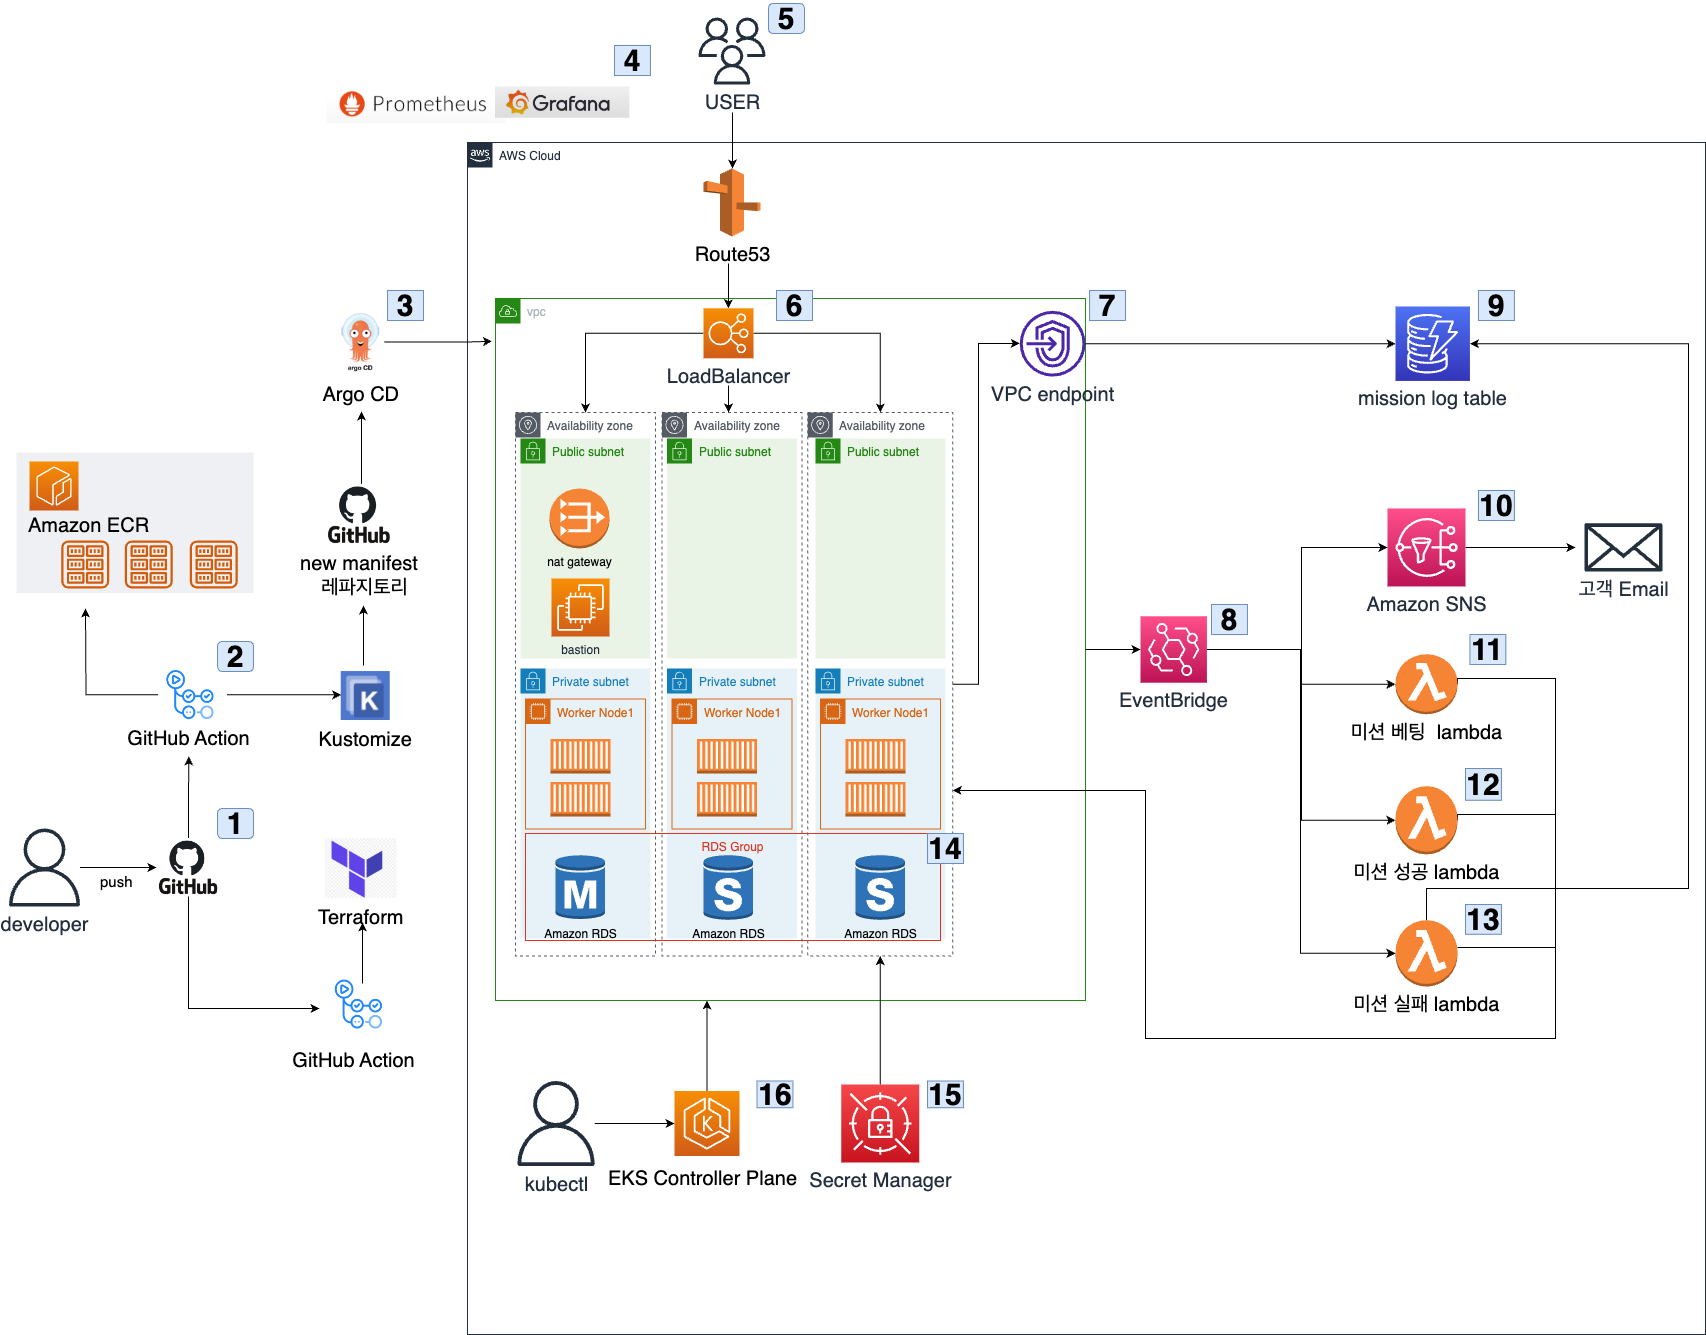 5
4
Prometheus
Grafana
USER
aws
AWS Cloud
Route53
3
6
7
9
vpc
argo CD
Argo CD
LoadBalancer
VPC endpoint
mission log table
Availability zone
Availability zone
Availability zone
Public subnet
Public subnet
Public subnet
Amazon ECR
GitHub
new manifest
레파지토리
nat gateway
bastion
10
Amazon SNS
고객 Email
8
EventBridge
11
미션 베팅 lambda
2
GitHub Action
K
Kustomize
Private subnet
Private subnet
Private subnet
Worker Node1
Worker Node1
Worker Node1
12
미션 성공 lambda
1
developer
push
GitHub
Terraform
RDS Group
14
M
S
S
Amazon RDS
Amazon RDS
Amazon RDS
13
미션 실패 lambda
GitHub Action
kubectl
16
K
EKS Controller Plane
15
Secret Manager